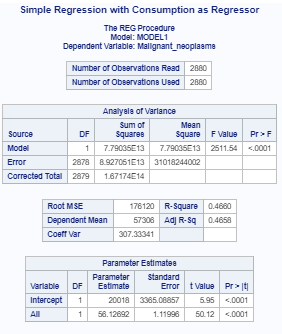 Simple Regression with Consumption as Regressor
The REG Procedure
Model: MODEL1
Dependent Variable: Malignant_neoplasms
Number of Observations Read 2880
Number of Observations Used 2880
Analysis of Variance
Source DF Sum of Squares Mean Square F Value Pr > F
Model 1 7.79035E13 7.79035E13 2511.54 <.0001
Error 2878 8.927051E13 31018244002
Corrected Total 2879 1.67174E14
Root MSE 176120 R-Square 0.4660
Dependent Mean 57306 Adj R-Sq 0.4658
Coeff Var 307.33341
Parameter Estimates
Variable DF Parameter Estimate Standard Error t Value Pr > |t|
Intercept 1 20018 3365.08857 5.95 <.0001
All 1 56.12692 1.11996 50.12 <.0001